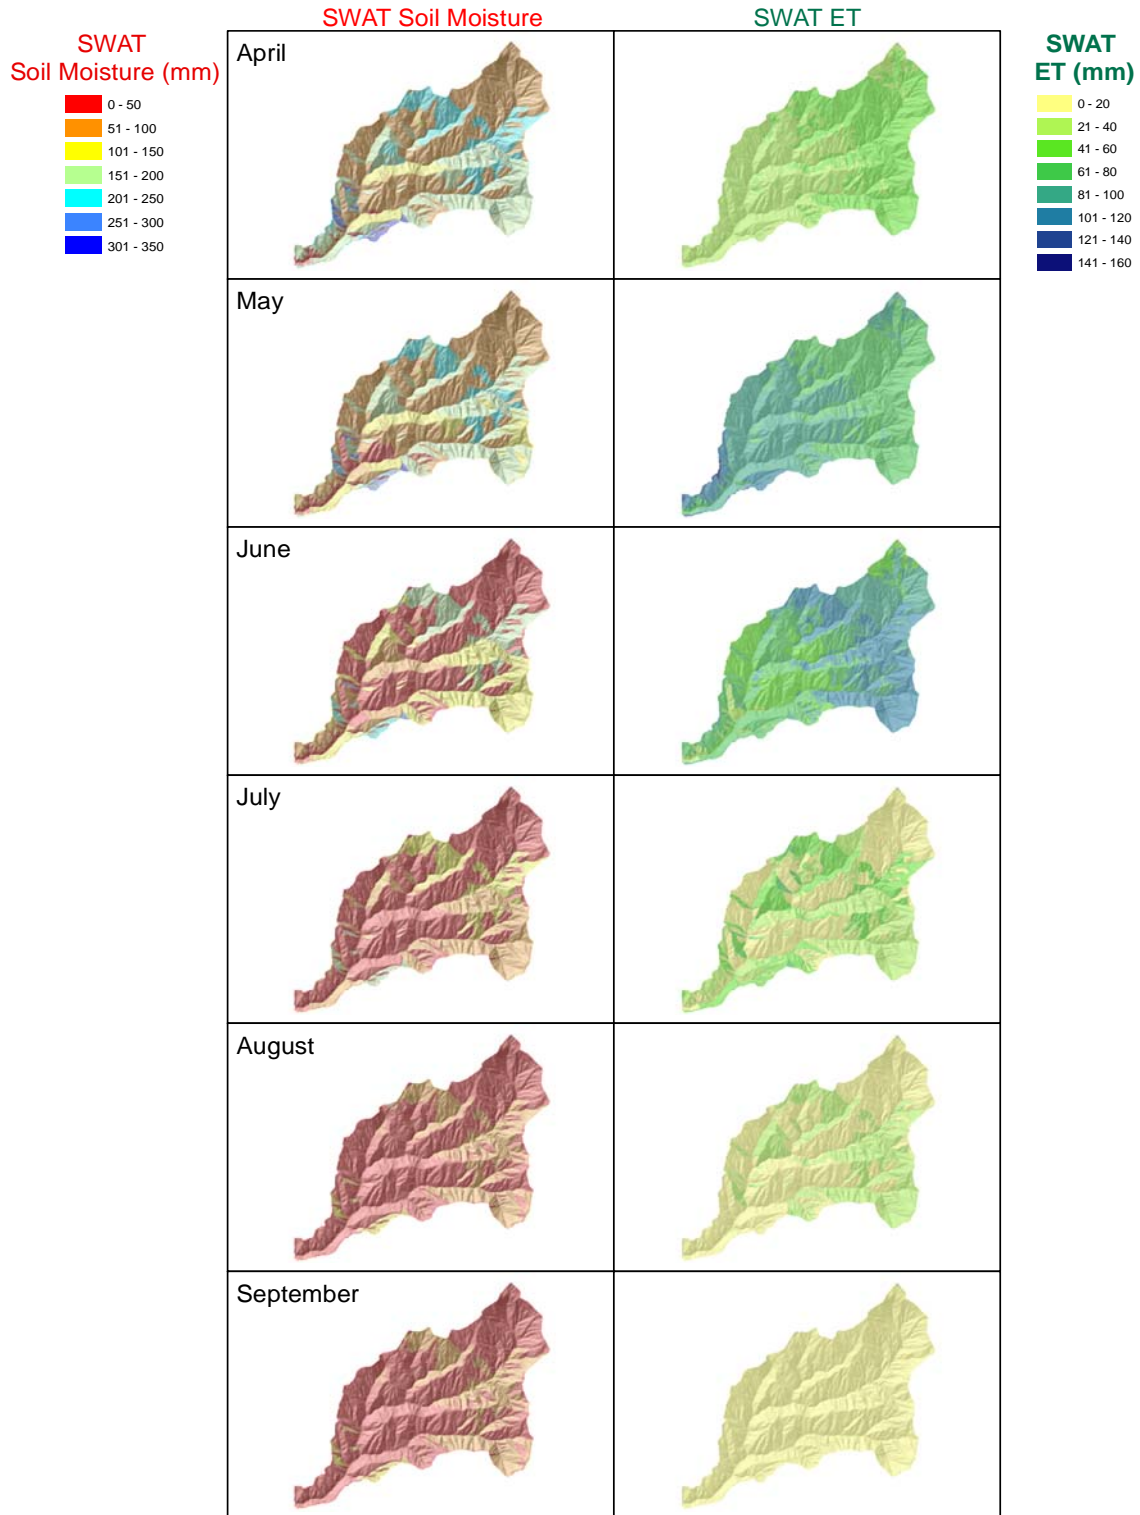 SWAT Soil Moisture
SWAT ET
SWAT
Soil Moisture (mm)
0 - 50
51 - 100
101 - 150
151 - 200
201 - 250
251 - 300
301 - 350
SWAT
ET (mm)
0 - 20
21 - 40
41 - 60
61 - 80
81 - 100
101 - 120
121 - 140
141 - 160
April
May
June
July
August
September